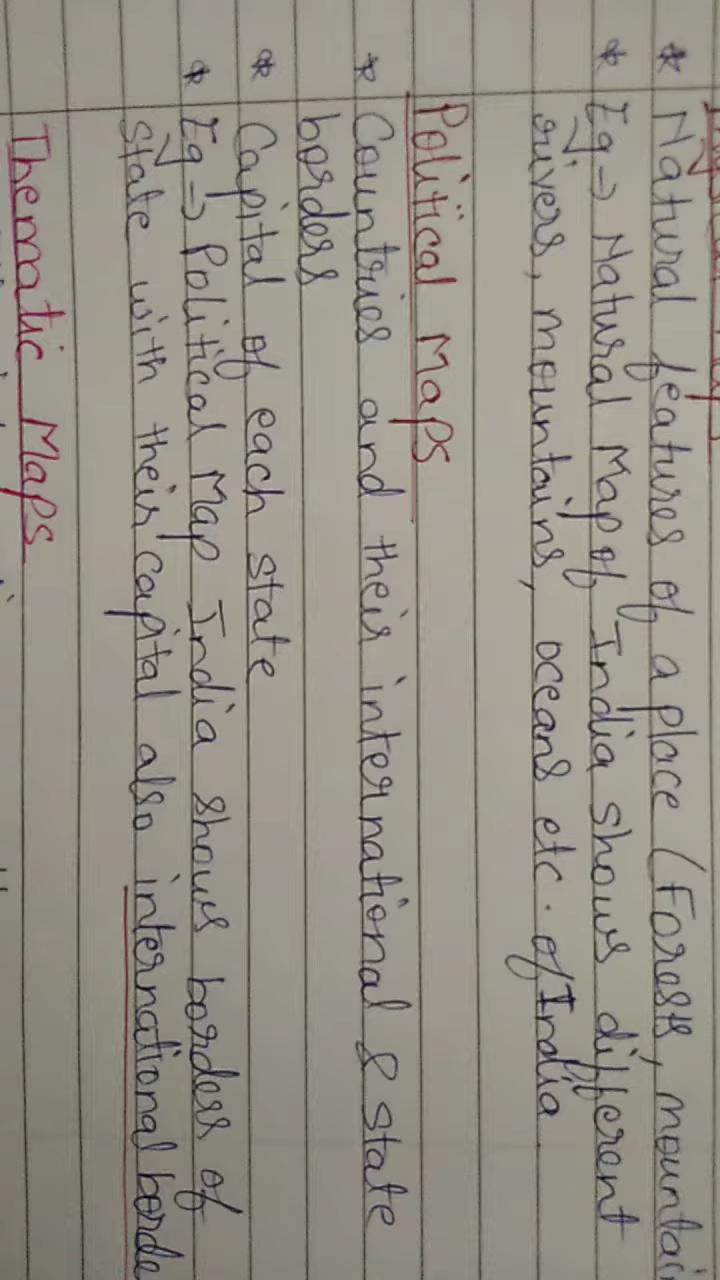 * Natural features of a place (Forests, mountai
* Eg → Natural Map of India shows different
rivers, mountains, oceans etc. of India
Political Maps
* Countries and their international & state
borders
* Capital of each state
* Eg → Political Map India shows borders of
state with their capital also international borde
Thematic Maps